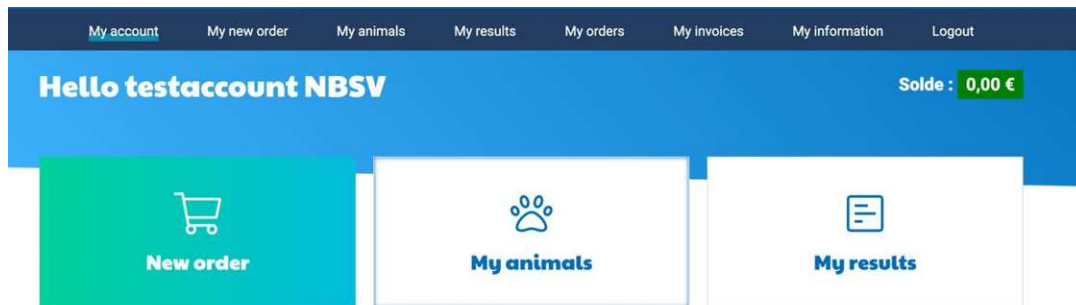 My account My new order My animals My results My orders My invoices My information Logout
Hello testaccount NBSV Solde : 0,00 €
New order My animals My results